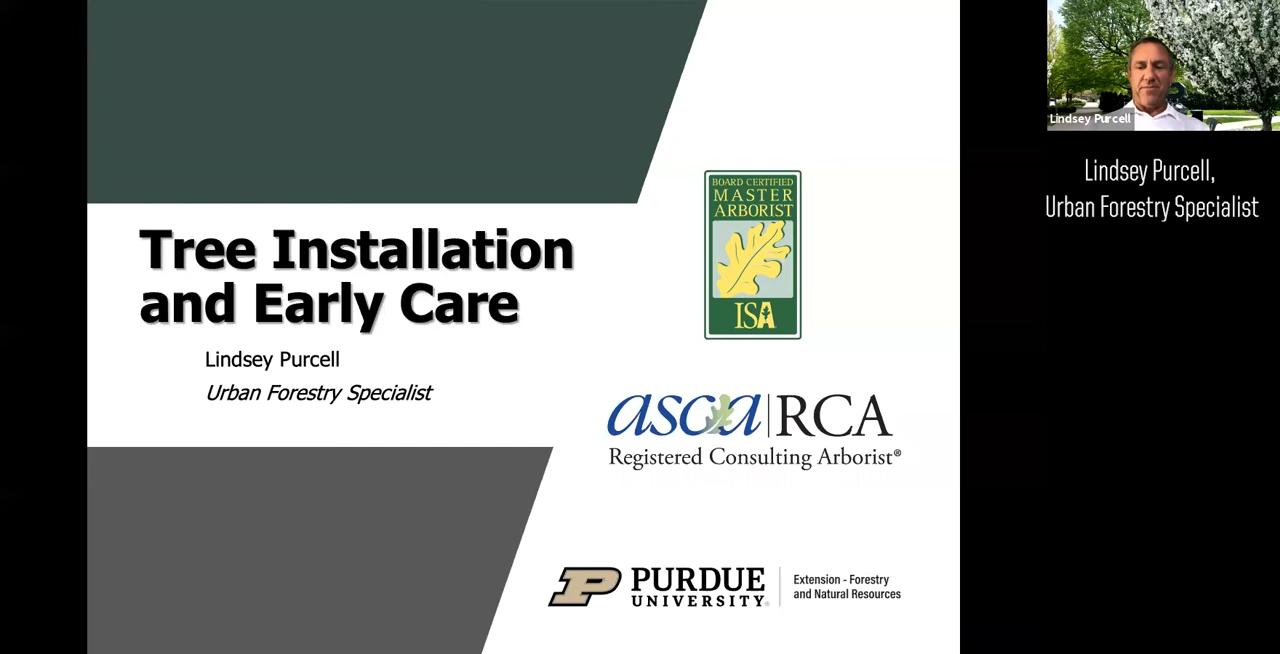 Tree Installation
and Early Care
Lindsey Purcell
Urban Forestry Specialist
BOARD CERTIFIED
MASTER
ARBORIST
ISA
asca|RCA
Registered Consulting Arborist®
PURDUE
UNIVERSITY®
Extension - Forestry
and Natural Resources
Lindsey Purcell
Lindsey Purcell,
Urban Forestry Specialist